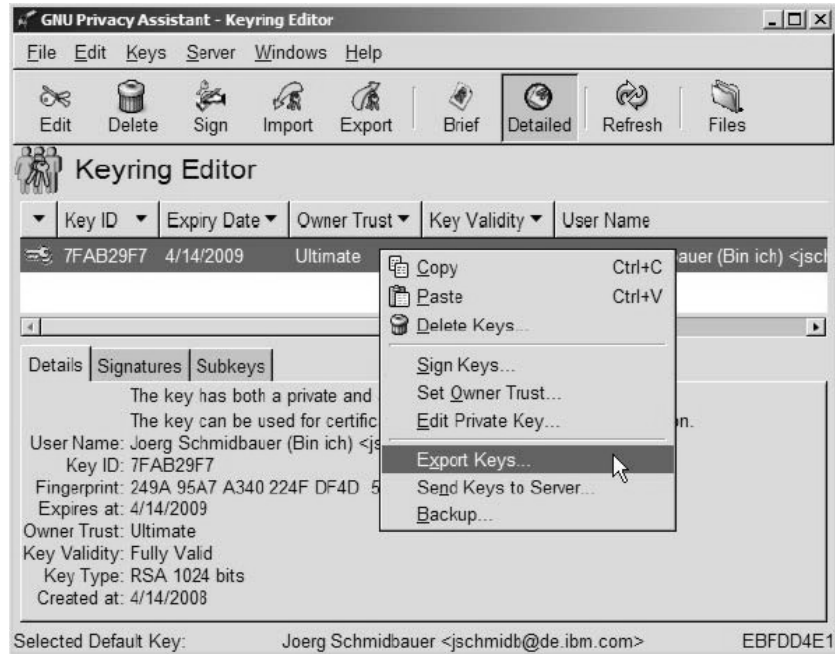 GNU Privacy Assistant - Keyring Editor
File Edit Keys Server Windows Help
Edit Delete Sign Import Export Brief Detailed Refresh Files
Keyring Editor
Key ID Expiry Date Owner Trust Key Validity User Name
7FAB29F7 4/14/2009 Ultimate auer (Bin ich) <jscl
Copy Ctrl+C
Paste Ctrl+V
Delete Keys...
Sign Keys...
Set Owner Trust...
Edit Private Key...
Export Keys...
Send Keys to Server...
Backup...
Details Signatures Subkeys
The key has both a private and
The key can be used for certific n.
User Name: Joerg Schmidbauer (Bin ich) <js
Key ID: 7FAB29F7
Fingerprint: 249A 95A7 A340 224F DF4D 5
Expires at: 4/14/2009
Owner Trust: Ultimate
Key Validity: Fully Valid
Key Type: RSA 1024 bits
Created at: 4/14/2008
Selected Default Key: Joerg Schmidbauer <jschmidb@de.ibm.com> EBFDD4E1